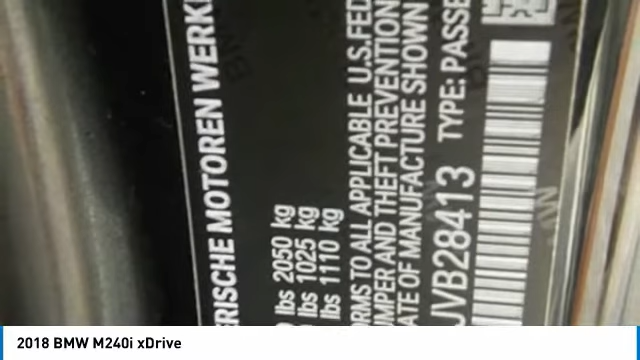 ERISCHE MOTOREN WERKE
lbs 2050 kg
lbs 1025 kg
lbs 1110 kg
ORMS TO ALL APPLICABLE U.S. FED
UMPER AND THEFT PREVENTION
ATE OF MANUFACTURE SHOWN
JVB28413 TYPE: PASSE
2018 BMW M240i xDrive